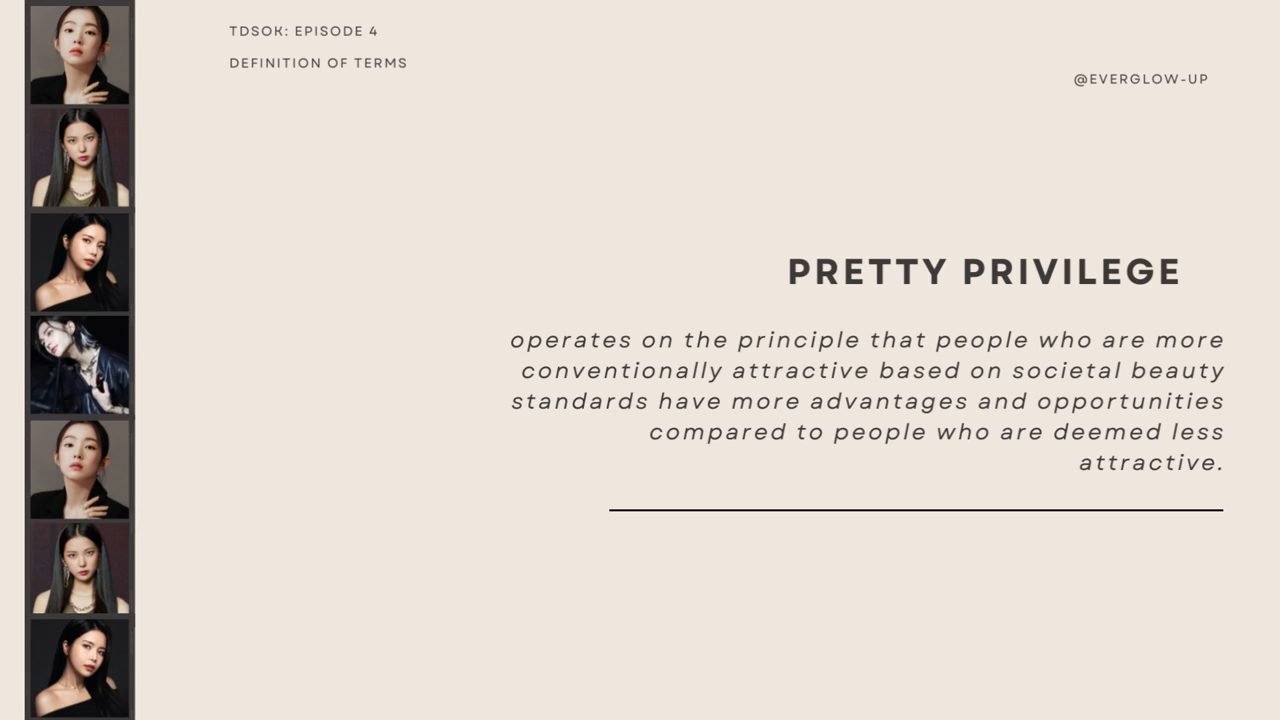 TDSOK: EPISODE 4
DEFINITION OF TERMS
@EVERGLOW-UP
PRETTY PRIVILEGE
operates on the principle that people who are more
conventionally attractive based on societal beauty
standards have more advantages and opportunities
compared to people who are deemed less
attractive.